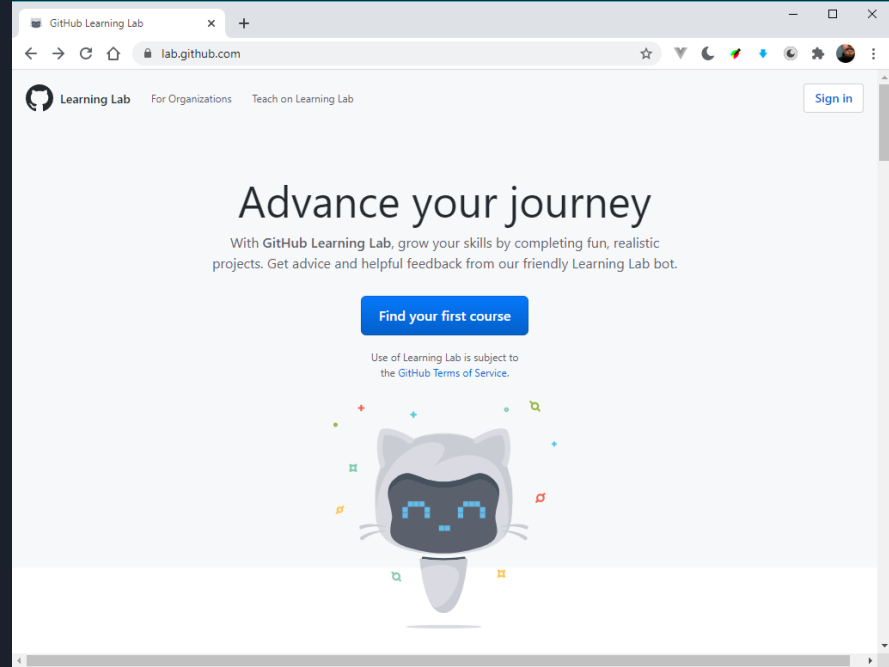 GitHub Learning Lab
lab.github.com
Learning Lab For Organizations Teach on Learning Lab Sign in
Advance your journey
With GitHub Learning Lab, grow your skills by completing fun, realistic
projects. Get advice and helpful feedback from our friendly Learning Lab bot.
Find your first course
Use of Learning Lab is subject to
the GitHub Terms of Service.